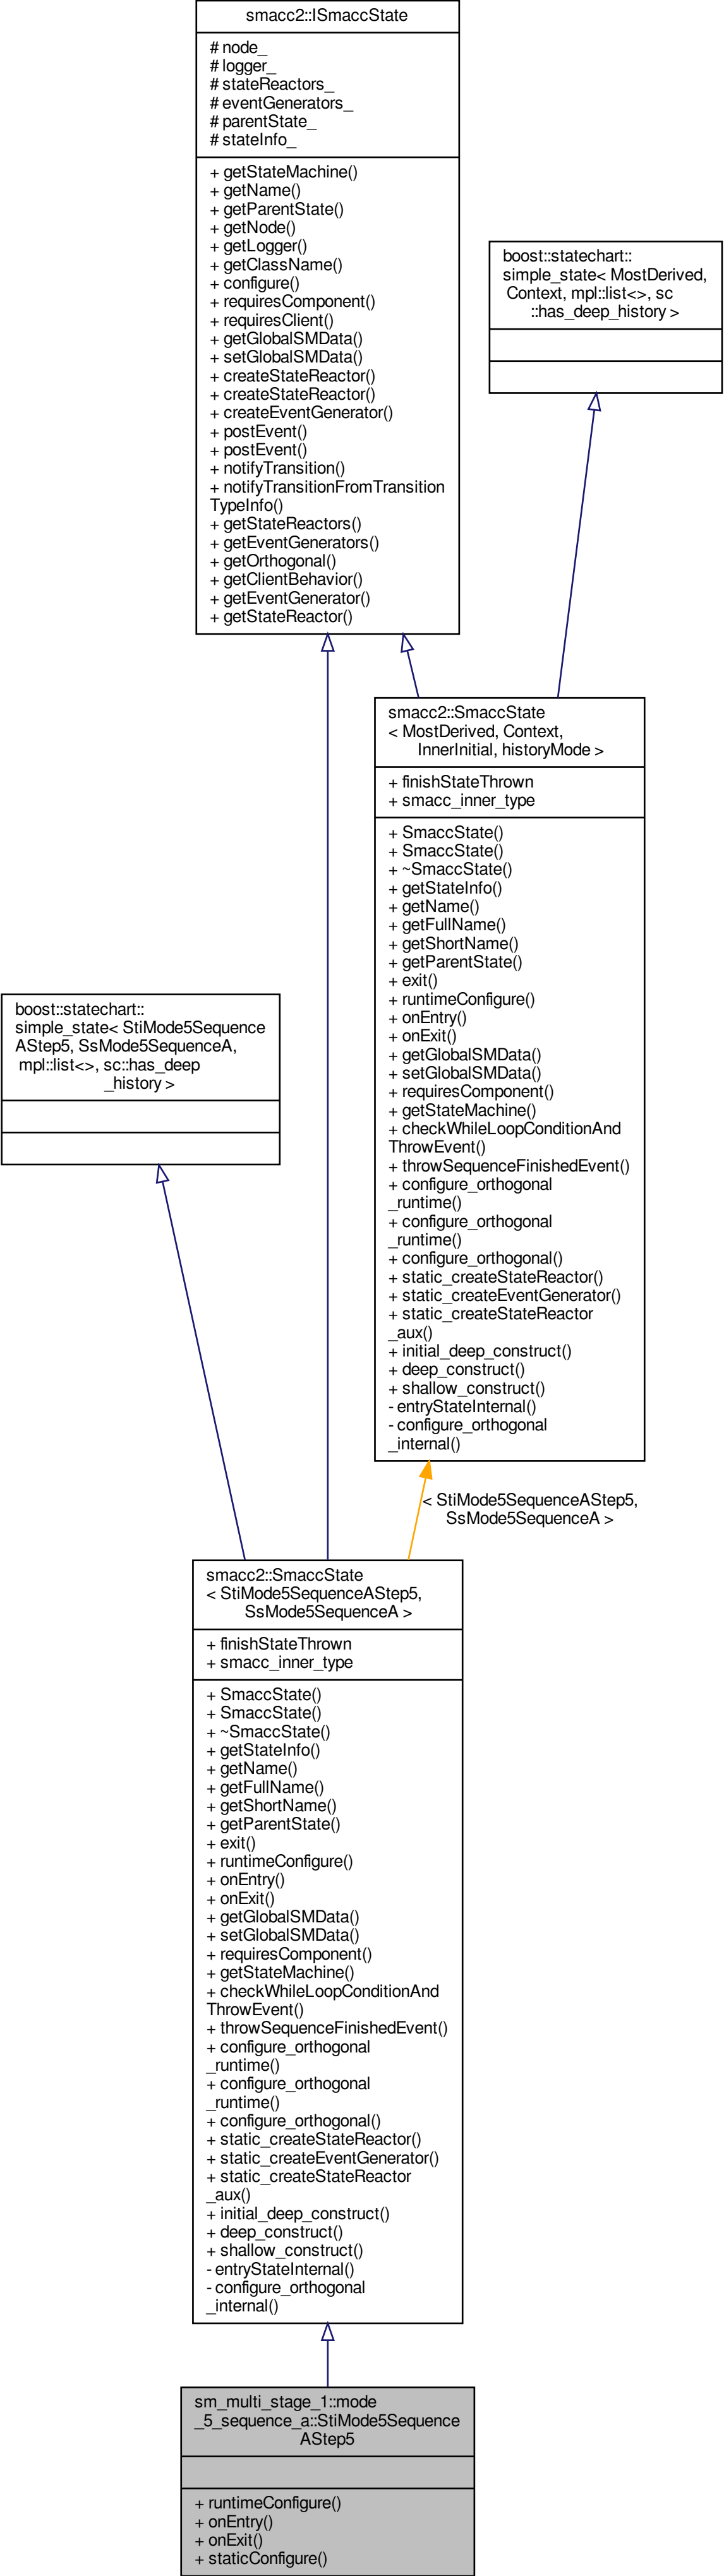 smacc2::ISmaccState
# node_
# logger_
# stateReactors_
# eventGenerators_
# parentState_
# stateInfo_
+ getStateMachine()
+ getName()
+ getParentState()
+ getNode()
+ getLogger()
+ getClassName()
+ configure()
+ requiresComponent()
+ requiresClient()
+ getGlobalSMData()
+ setGlobalSMData()
+ createStateReactor()
+ createStateReactor()
+ createEventGenerator()
+ postEvent()
+ postEvent()
+ notifyTransition()
+ notifyTransitionFromTransition
TypeInfo()
+ getStateReactors()
+ getEventGenerators()
+ getOrthogonal()
+ getClientBehavior()
+ getEventGenerator()
+ getStateReactor()
boost::statechart::
simple_state< MostDerived,
Context, mpl::list<>, sc
::has_deep_history >
smacc2::SmaccState
< MostDerived, Context,
InnerInitial, historyMode >
+ finishStateThrown
+ smacc_inner_type
+ SmaccState()
+ SmaccState()
+ ~SmaccState()
+ getStateInfo()
+ getName()
+ getFullName()
+ getShortName()
+ getParentState()
+ exit()
+ runtimeConfigure()
+ onEntry()
+ onExit()
+ getGlobalSMData()
+ setGlobalSMData()
+ requiresComponent()
+ getStateMachine()
+ checkWhileLoopConditionAnd
ThrowEvent()
+ throwSequenceFinishedEvent()
+ configure_orthogonal
_runtime()
+ configure_orthogonal
_runtime()
+ configure_orthogonal()
+ static_createStateReactor()
+ static_createEventGenerator()
+ static_createStateReactor
_aux()
+ initial_deep_construct()
+ deep_construct()
+ shallow_construct()
- entryStateInternal()
- configure_orthogonal
_internal()
boost::statechart::
simple_state< StiMode5Sequence
AStep5, SsMode5SequenceA,
mpl::list<>, sc::has_deep
_history >
< StiMode5SequenceAStep5,
SsMode5SequenceA >
smacc2::SmaccState
< StiMode5SequenceAStep5,
SsMode5SequenceA >
+ finishStateThrown
+ smacc_inner_type
+ SmaccState()
+ SmaccState()
+ ~SmaccState()
+ getStateInfo()
+ getName()
+ getFullName()
+ getShortName()
+ getParentState()
+ exit()
+ runtimeConfigure()
+ onEntry()
+ onExit()
+ getGlobalSMData()
+ setGlobalSMData()
+ requiresComponent()
+ getStateMachine()
+ checkWhileLoopConditionAnd
ThrowEvent()
+ throwSequenceFinishedEvent()
+ configure_orthogonal
_runtime()
+ configure_orthogonal
_runtime()
+ configure_orthogonal()
+ static_createStateReactor()
+ static_createEventGenerator()
+ static_createStateReactor
_aux()
+ initial_deep_construct()
+ deep_construct()
+ shallow_construct()
- entryStateInternal()
- configure_orthogonal
_internal()
sm_multi_stage_1::mode
_5_sequence_a::StiMode5Sequence
AStep5
+ runtimeConfigure()
+ onEntry()
+ onExit()
+ staticConfigure()